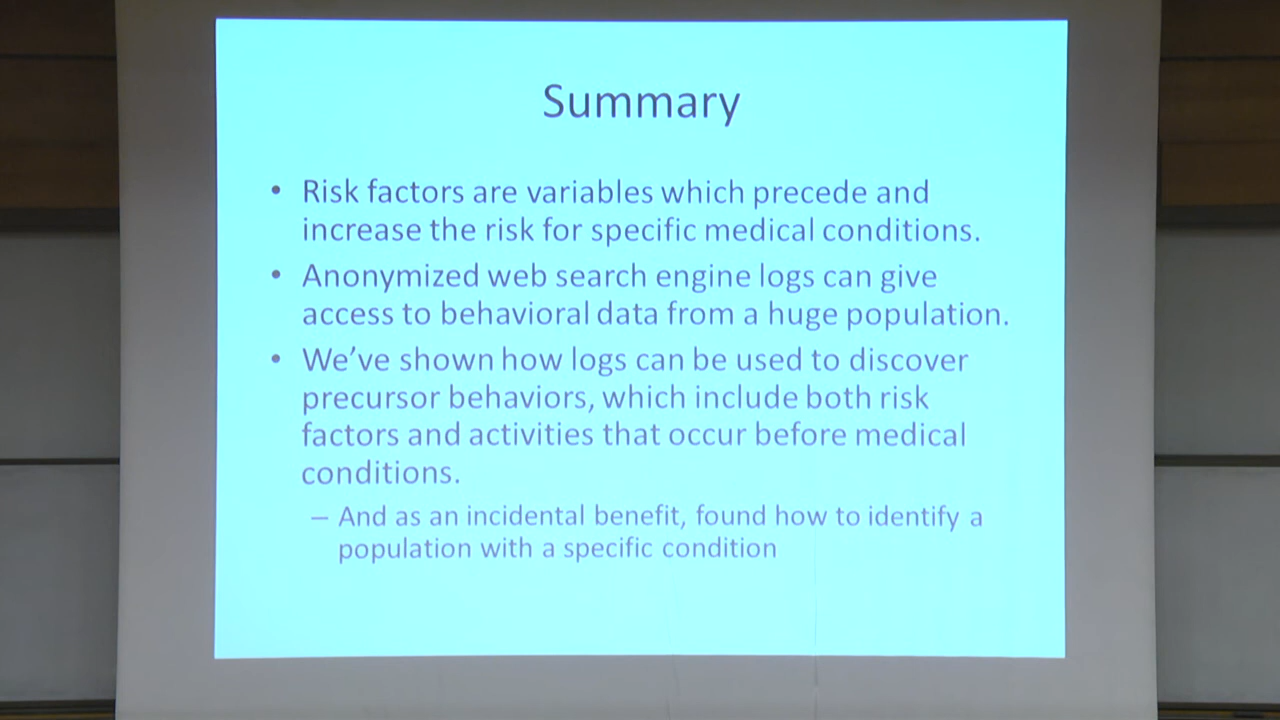 Summary
• Risk factors are variables which precede and
increase the risk for specific medical conditions.
• Anonymized web search engine logs can give
access to behavioral data from a huge population.
• We’ve shown how logs can be used to discover
precursor behaviors, which include both risk
factors and activities that occur before medical
conditions.
– And as an incidental benefit, found how to identify a
population with a specific condition